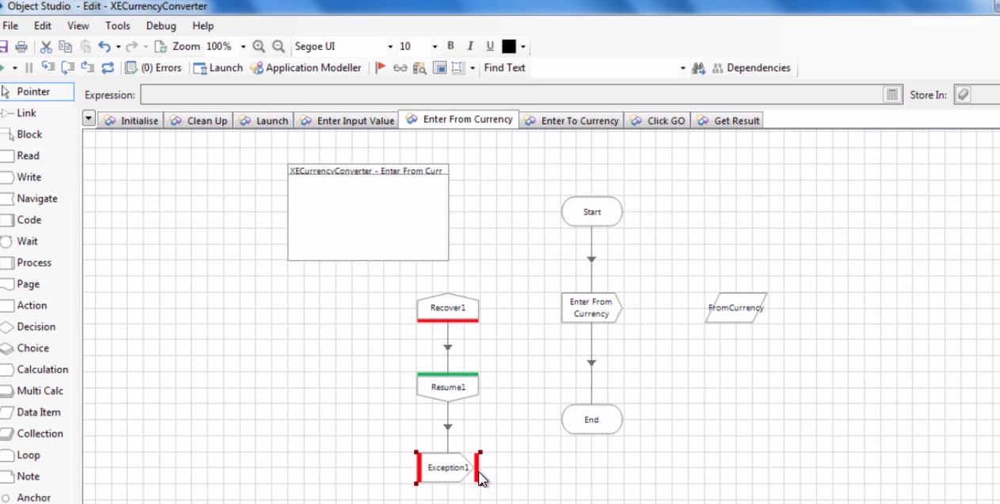 Object Studio - Edit - XECurrencyConverter
File Edit View Tools Debug Help
Zoom 100% Segoe UI 10 B I U
(0) Errors Launch Application Modeller Find Text Dependencies
Pointer
Expression: Store In:
Link
Initialise Clean Up Launch Enter Input Value Enter From Currency Enter To Currency Click GO Get Result
Block
Read
Write
Navigate
Code
Wait
Process
Page
Action
Decision
Choice
Calculation
Multi Calc
Data Item
Collection
Loop
Note
Anchor
XECurrencyConverter - Enter From Curr
Start
Recover1
Enter From
Currency
FromCurrency
Resume1
End
Exception1